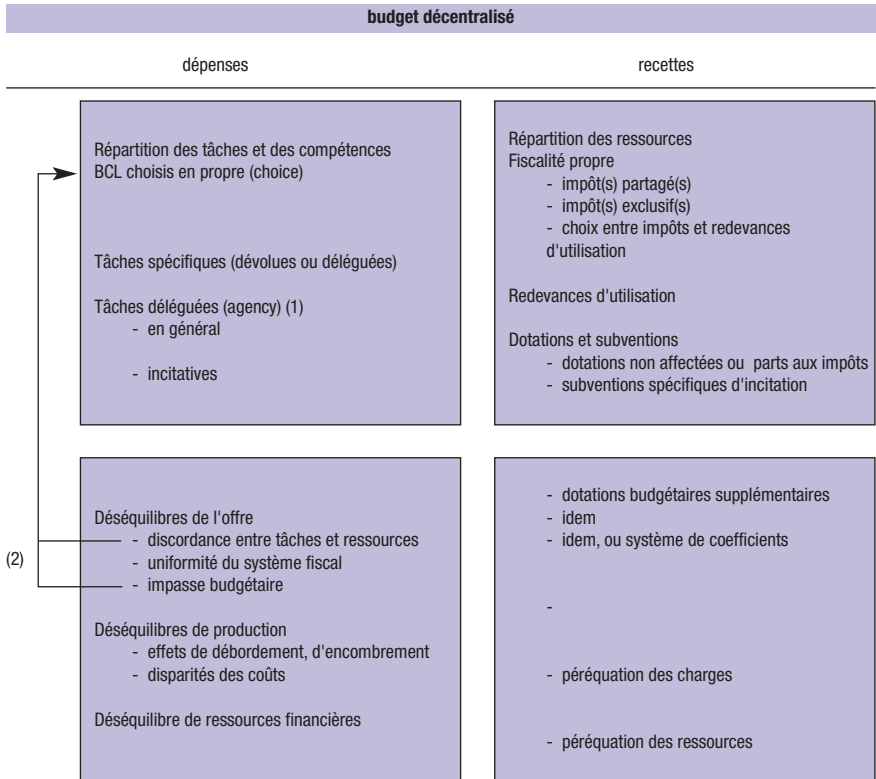 budget décentralisé
dépenses
recettes
Répartition des tâches et des compétences
BCL choisis en propre (choice)
Tâches spécifiques (dévolues ou déléguées)
Tâches déléguées (agency) (1)
- en général
- incitatives
Répartition des ressources
Fiscalité propre
- impôt(s) partagé(s)
- impôt(s) exclusif(s)
- choix entre impôts et redevances
d'utilisation
Redevances d'utilisation
Dotations et subventions
- dotations non affectées ou parts aux impôts
- subventions spécifiques d'incitation
(2)
Déséquilibres de l'offre
- discordance entre tâches et ressources
- uniformité du système fiscal
- impasse budgétaire
Déséquilibres de production
- effets de débordement, d'encombrement
- disparités des coûts
Déséquilibre de ressources financières
- dotations budgétaires supplémentaires
- idem
- idem, ou système de coefficients
-
- péréquation des charges
- péréquation des ressources